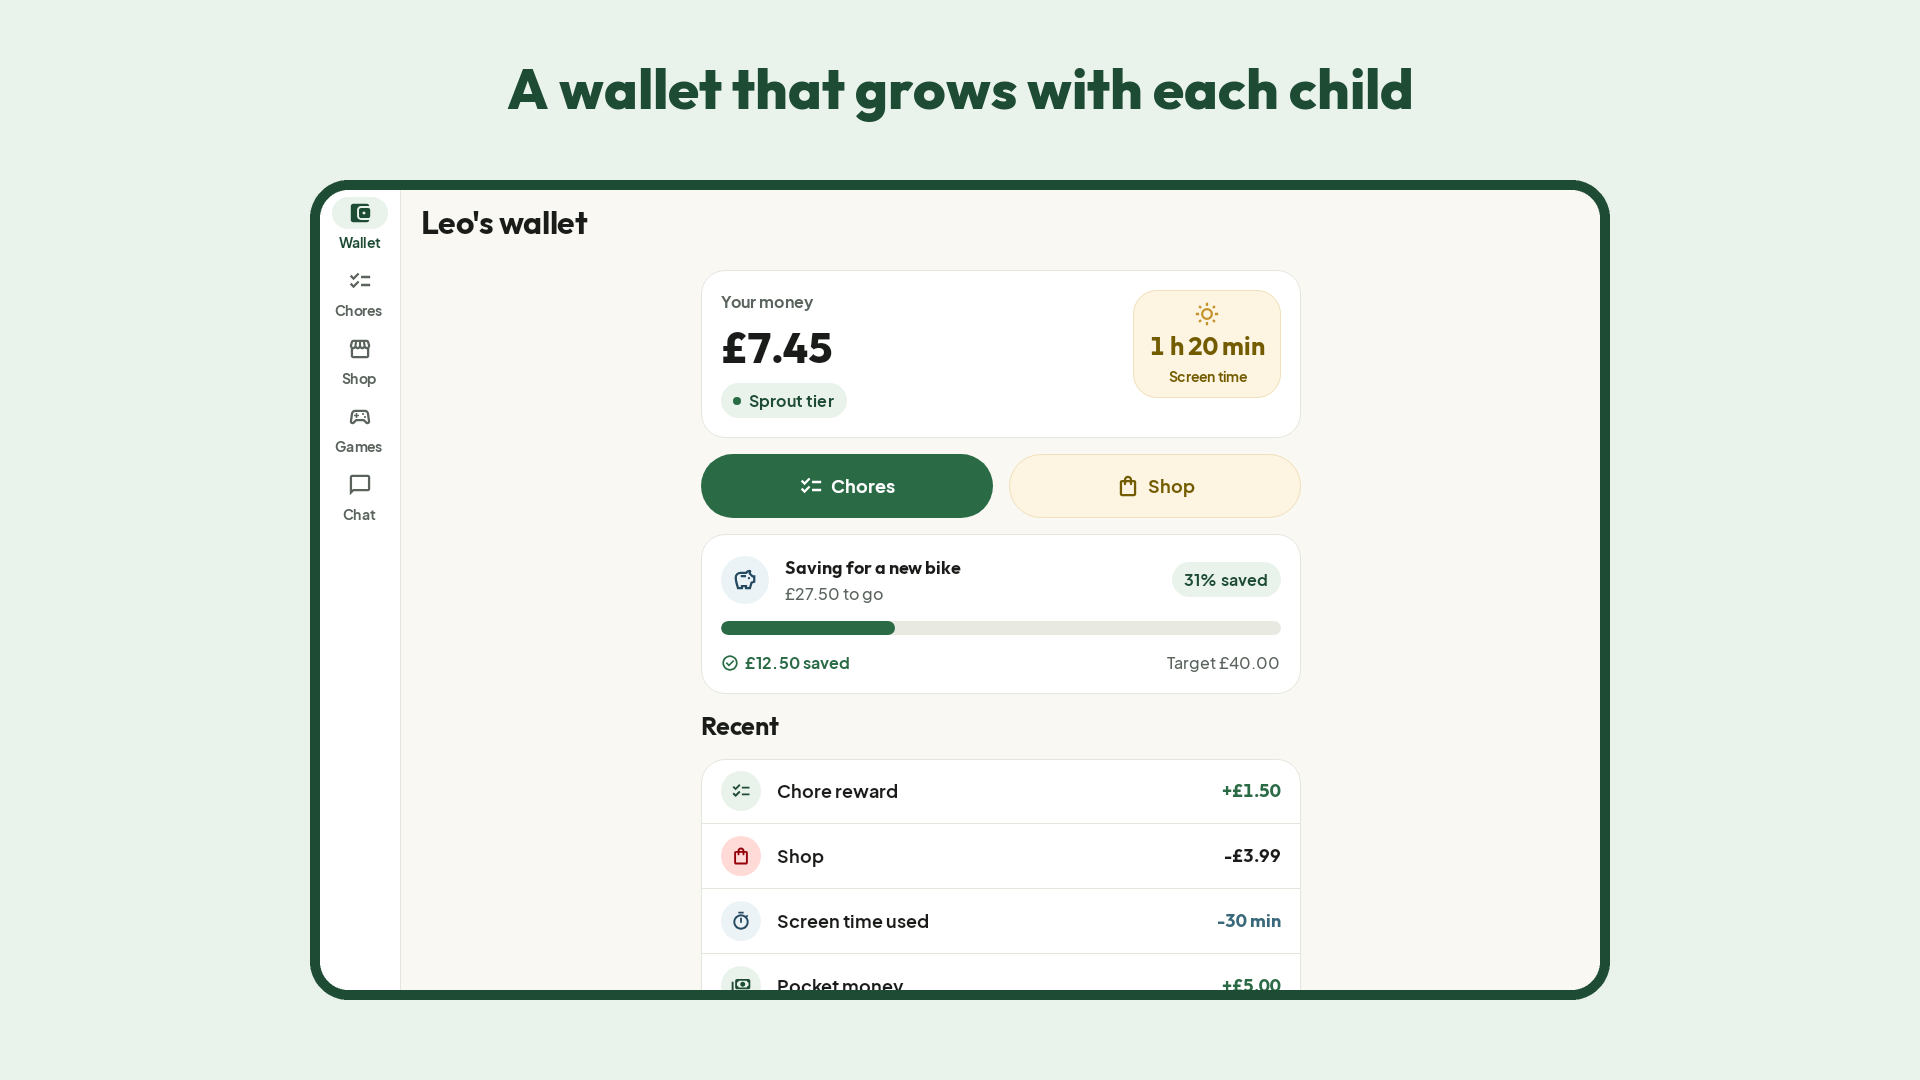 A wallet that grows with each child
Wallet
Chores
Shop
Games
Chat
Leo's wallet
Your money
£7.45
Sprout tier
1 h 20 min
Screen time
Chores
Shop
Saving for a new bike
£27.50 to go
31% saved
£12.50 saved
Target £40.00
Recent
Chore reward
+£1.50
Shop
-£3.99
Screen time used
-30 min
Pocket money
+£5.00